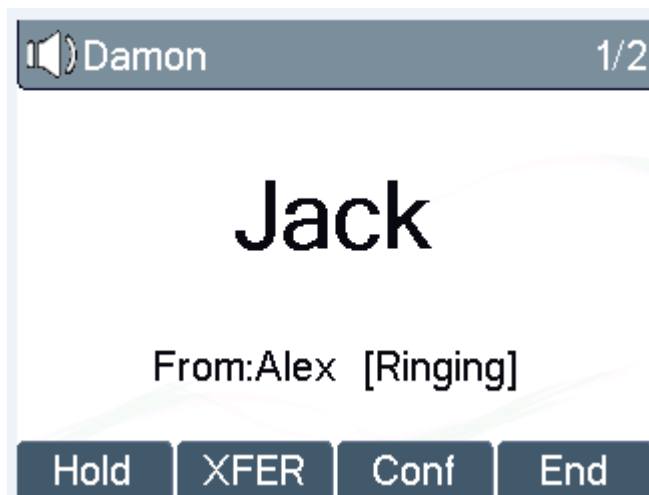 Damon 1/2
Jack
From:Alex [Ringing]
Hold XFER Conf End